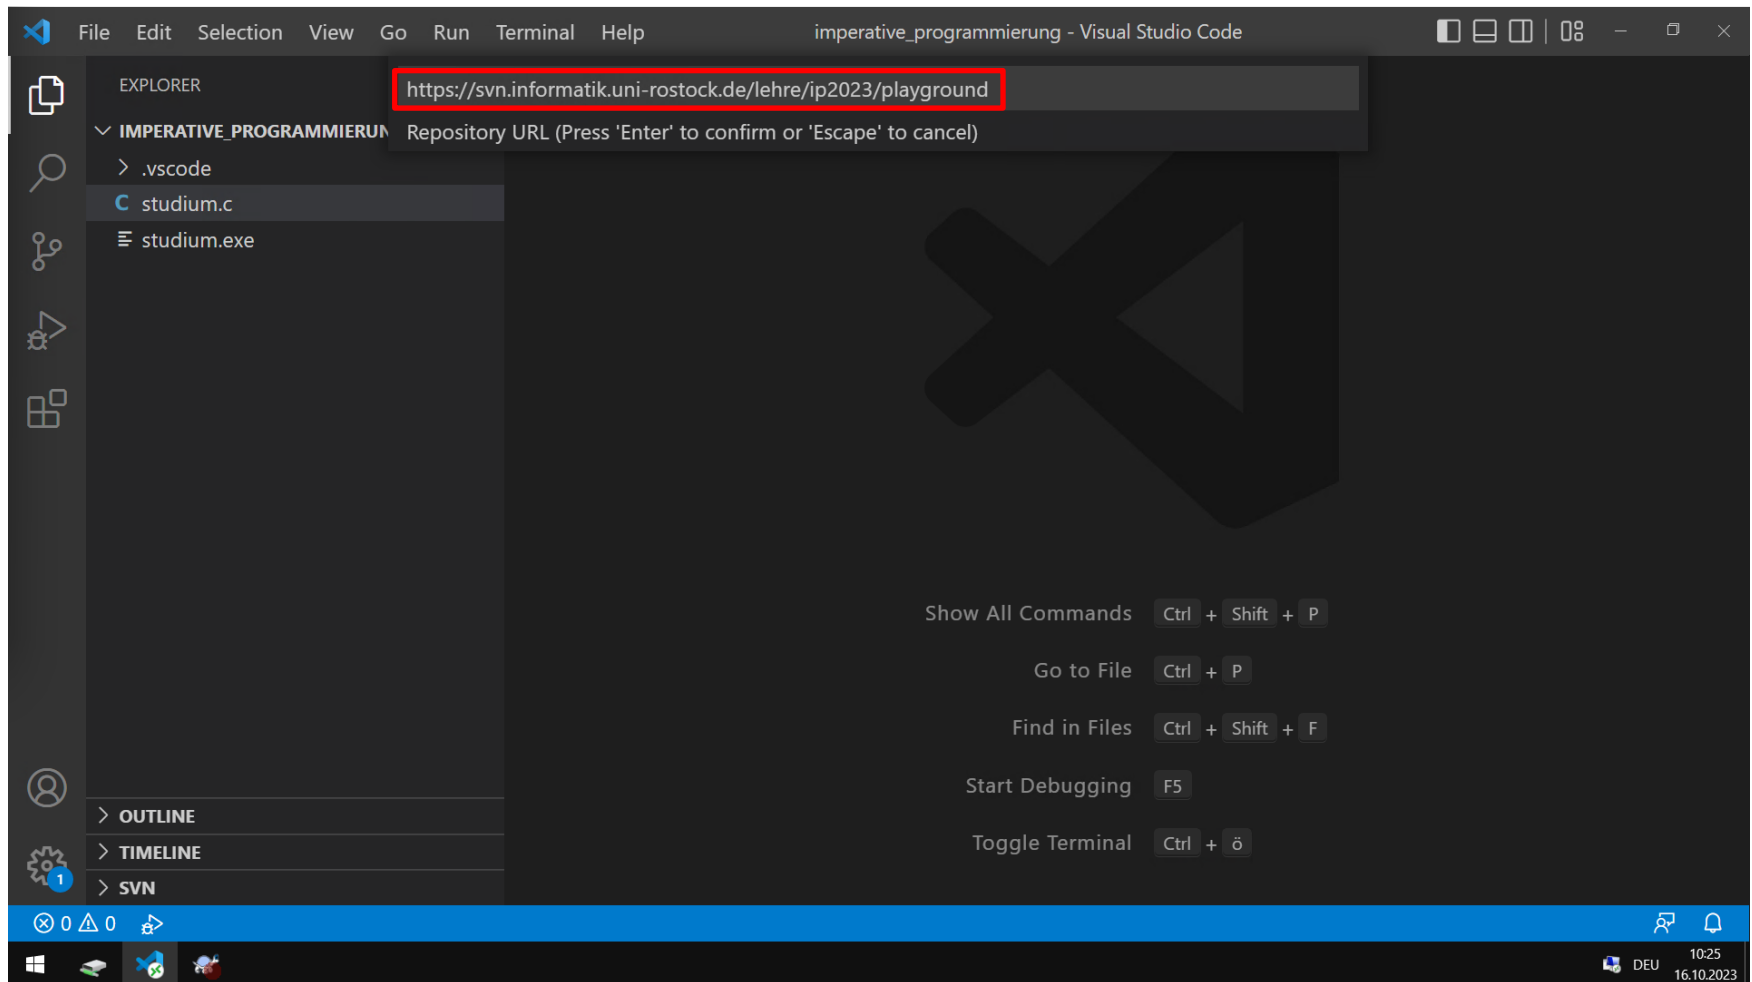 File Edit Selection View Go Run Terminal Help
imperative_programmierung - Visual Studio Code
EXPLORER
https://svn.informatik.uni-rostock.de/lehre/ip2023/playground
Repository URL (Press 'Enter' to confirm or 'Escape' to cancel)
IMPERATIVE_PROGRAMMIERUN
.vscode
C studium.c
studium.exe
Show All Commands Ctrl + Shift + P
Go to File Ctrl + P
Find in Files Ctrl + Shift + F
Start Debugging F5
Toggle Terminal Ctrl + ö
OUTLINE
TIMELINE
SVN
1
0 0
DEU
10:25
16.10.2023